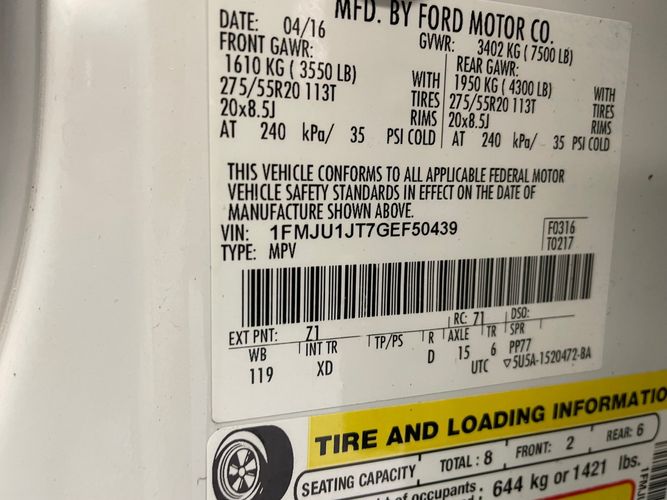 MFD. BY FORD MOTOR CO.
DATE: 04/16 GVWR: 3402 KG ( 7500 LB)
FRONT GAWR: REAR GAWR:
1610 KG ( 3550 LB) WITH 1950 KG ( 4300 LB) WITH
275/55R20 113T TIRES 275/55R20 113T TIRES
20x8.5J RIMS 20x8.5J RIMS
AT 240 kPa/ 35 PSI COLD AT 240 kPa/ 35 PSI COLD
THIS VEHICLE CONFORMS TO ALL APPLICABLE FEDERAL MOTOR
VEHICLE SAFETY STANDARDS IN EFFECT ON THE DATE OF
MANUFACTURE SHOWN ABOVE.
VIN: 1FMJU1JT7GEF50439 F0316
TYPE: MPV T0217
EXT PNT: Z1 RC: 71 DSO:
WB INT TR TP/PS R AXLE TR SPR
119 XD D 15 6 PP77
UTC ▽5U5A-1520472-BA
TIRE AND LOADING INFORMATIO
SEATING CAPACITY TOTAL : 8 FRONT: 2 REAR: 6
of occupants 644 kg or 1421 lbs.